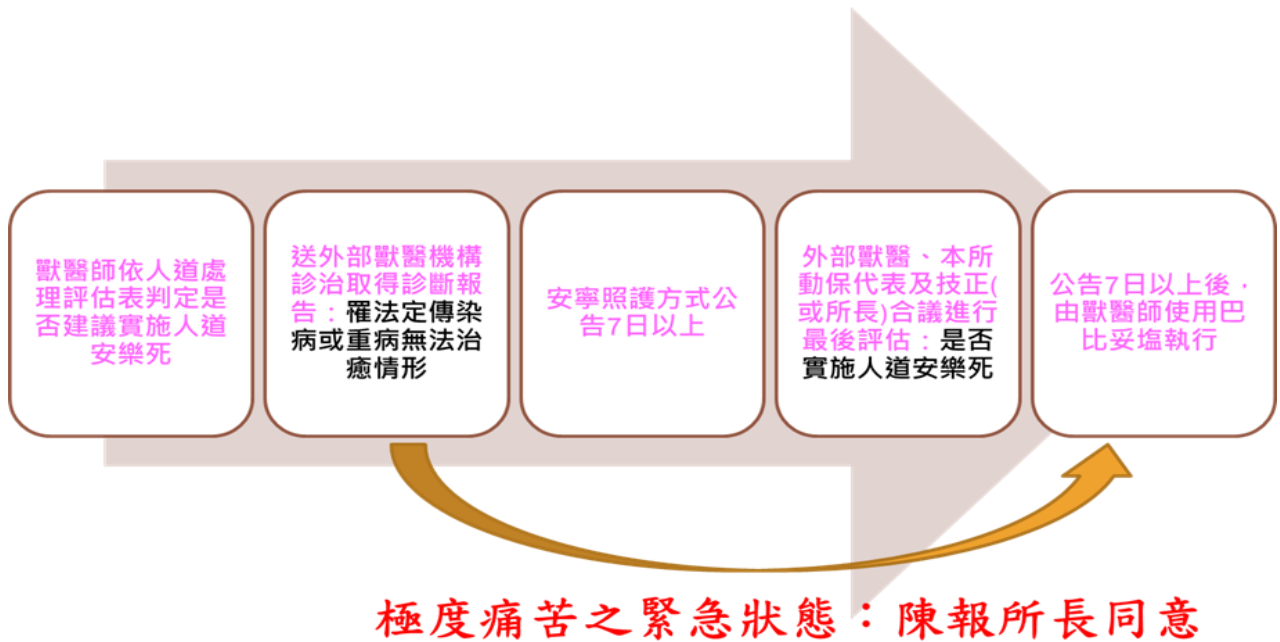 獸醫師依人道處
理評估表判定是
否建議實施人道
安樂死
送外部獸醫機構
診治取得診斷報
告：罹法定傳染
病或重病無法治
癒情形
安寧照護方式公
告7日以上
外部獸醫、本所
動保代表及技正(
或所長)合議進行
最後評估：是否
實施人道安樂死
公告7日以上後，
由獸醫師使用巴
比妥塩執行
極度痛苦之緊急狀態：陳報所長同意